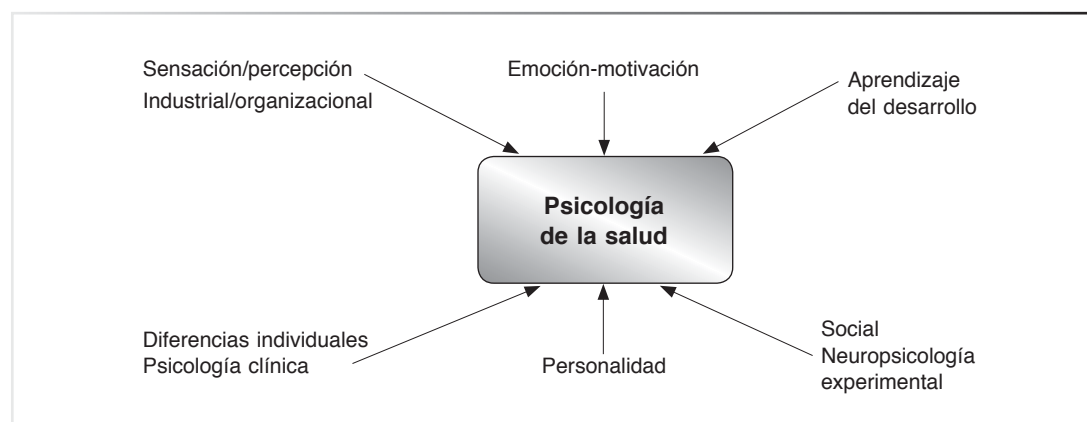 Sensación/percepción
Industrial/organizacional
Emoción-motivación
Aprendizaje
del desarrollo
Psicología
de la salud
Diferencias individuales
Psicología clínica
Personalidad
Social
Neuropsicología
experimental